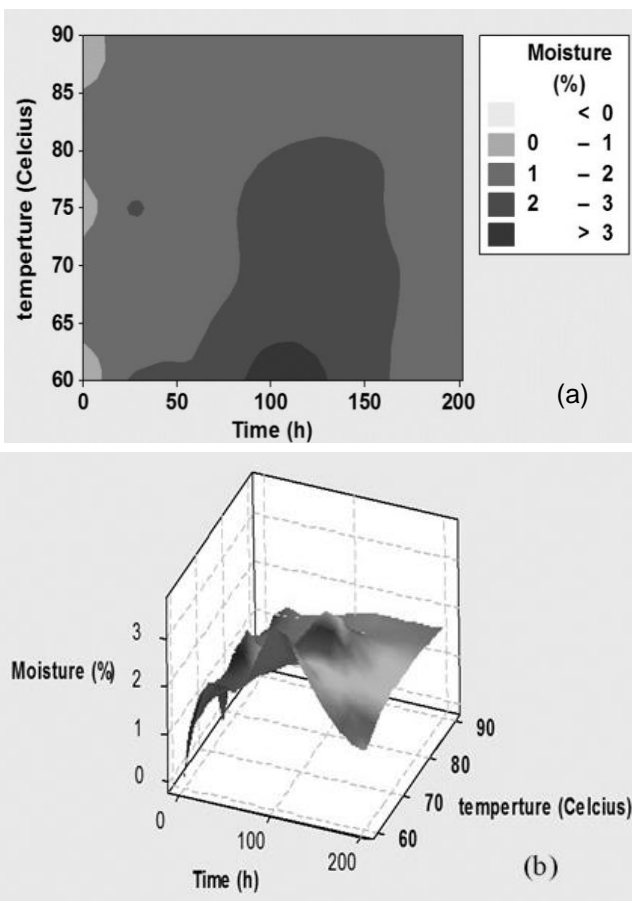 90
85
80
75
70
65
60
temperture (Celcius)
0
50
100
150
200
Time (h)
Moisture
(%)
< 0
0 – 1
1 – 2
2 – 3
> 3
(a)
3
2
1
0
Moisture (%)
0
100
200
Time (h)
60
70
80
90
temperture (Celcius)
(b)